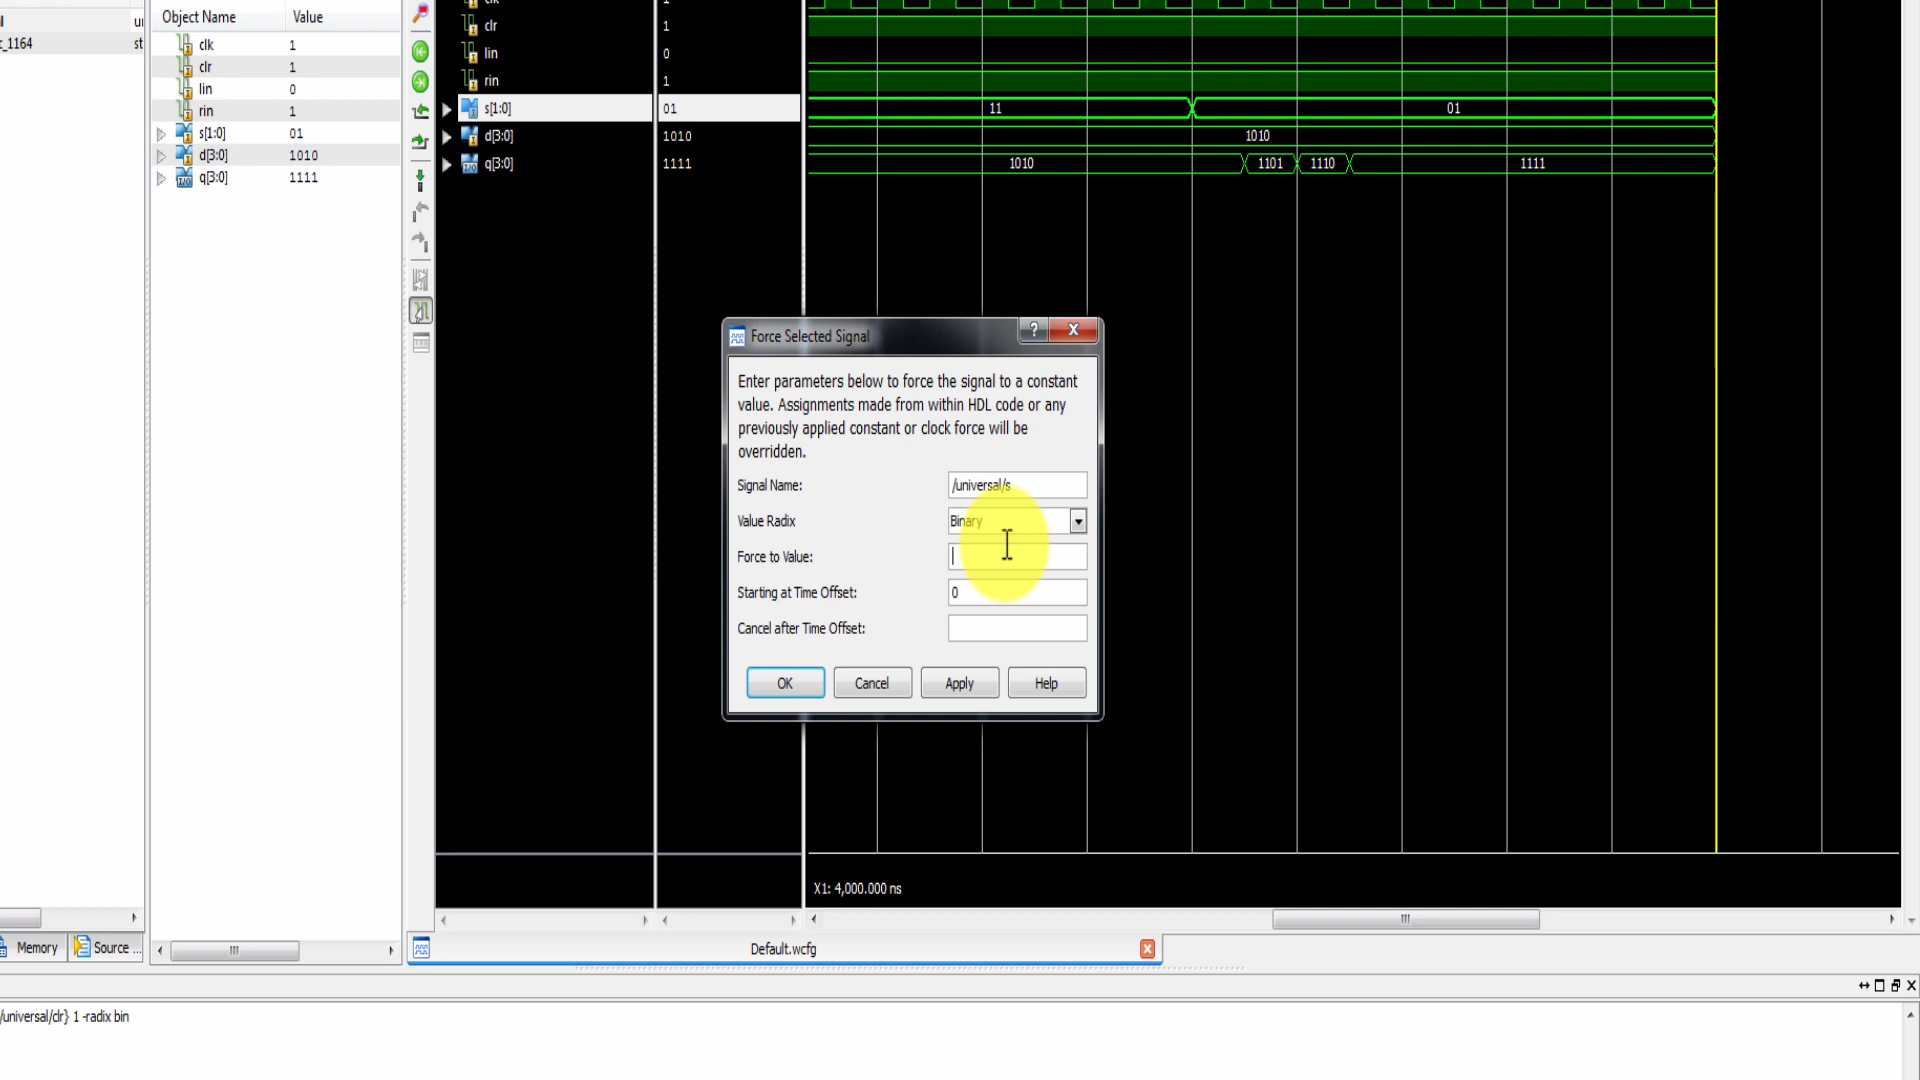 Object Name Value
clk 1
clr 1
lin 0
rin 1
s[1:0] 01
d[3:0] 1010
q[3:0] 1111
c_1164 st
clr 1
lin 0
rin 1
s[1:0] 01 11 01
d[3:0] 1010 1010
q[3:0] 1111 1010 1101 1110 1111
Force Selected Signal
Enter parameters below to force the signal to a constant
value. Assignments made from within HDL code or any
previously applied constant or clock force will be
overridden.
Signal Name: /universal/s
Value Radix Binary
Force to Value:
Starting at Time Offset: 0
Cancel after Time Offset:
OK Cancel Apply Help
X1: 4,000.000 ns
Memory Source ...
Default.wcfg
/universal/clr} 1 -radix bin